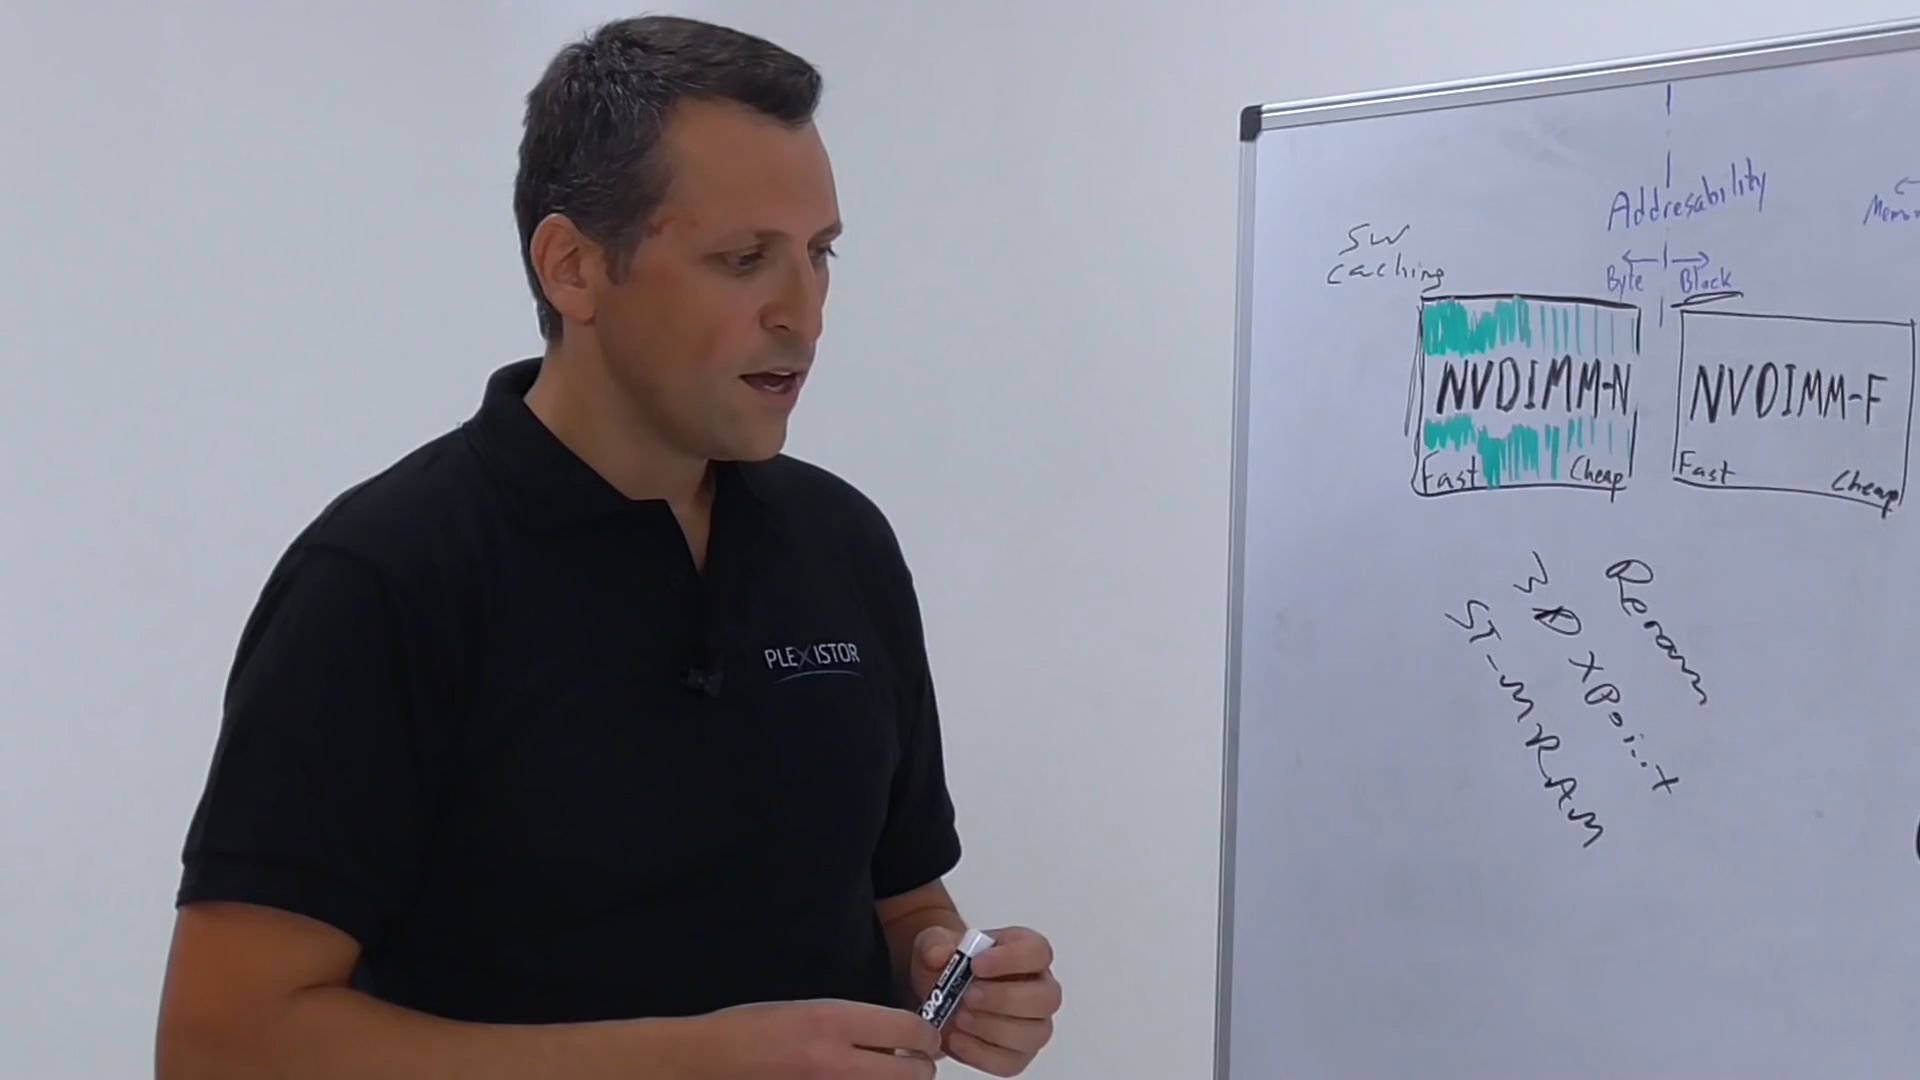 Addresability
SW
caching
Byte
Block
NVDIMM-N
Fast
Cheap
NVDIMM-F
Fast
Cheap
Reram
3D XPoint
ST-MRAM
PLEXISTOR